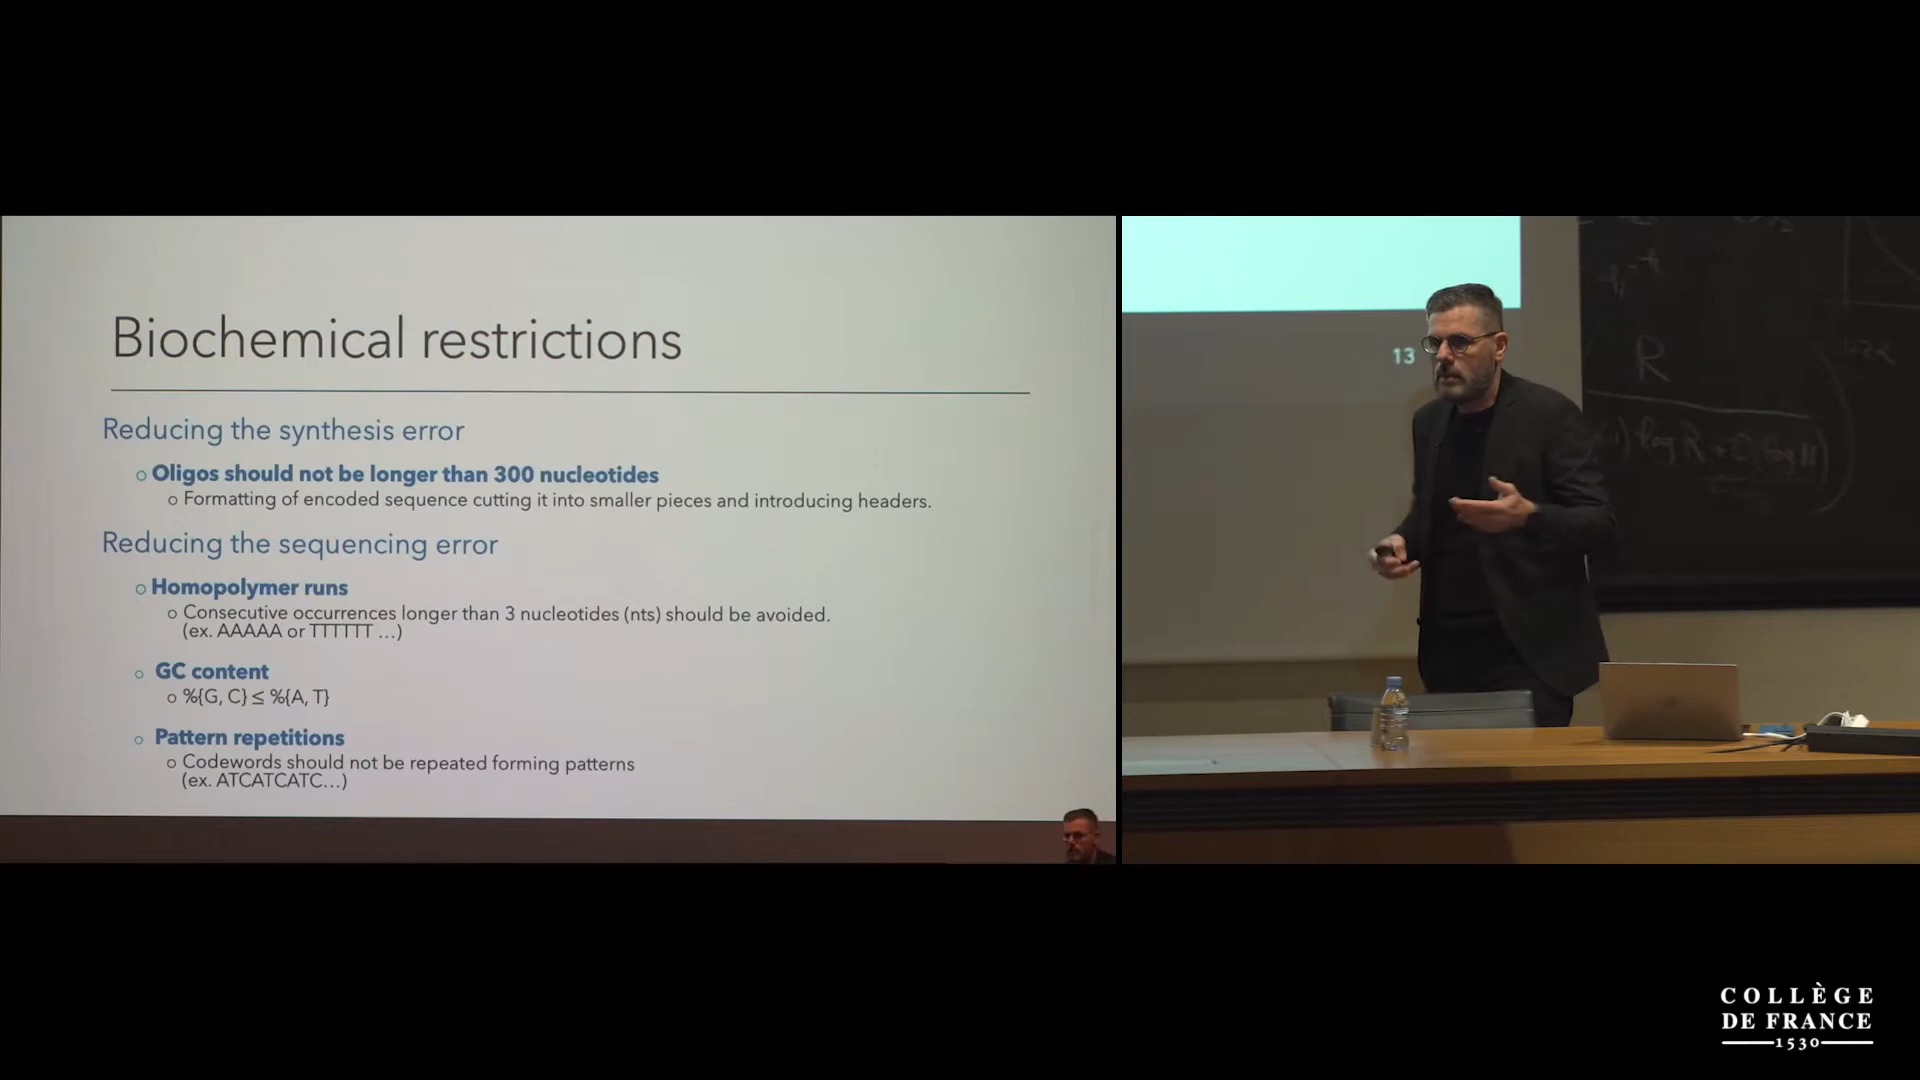 Biochemical restrictions
Reducing the synthesis error
Oligos should not be longer than 300 nucleotides
Formatting of encoded sequence cutting it into smaller pieces and introducing headers.
Reducing the sequencing error
Homopolymer runs
Consecutive occurrences longer than 3 nucleotides (nts) should be avoided.
(ex. AAAAA or TTTTTT ...)
GC content
%{G, C} ≤ %{A, T}
Pattern repetitions
Codewords should not be repeated forming patterns
(ex. ATCATCATC...)
13
R
log R
COLLÈGE
DE FRANCE
1530